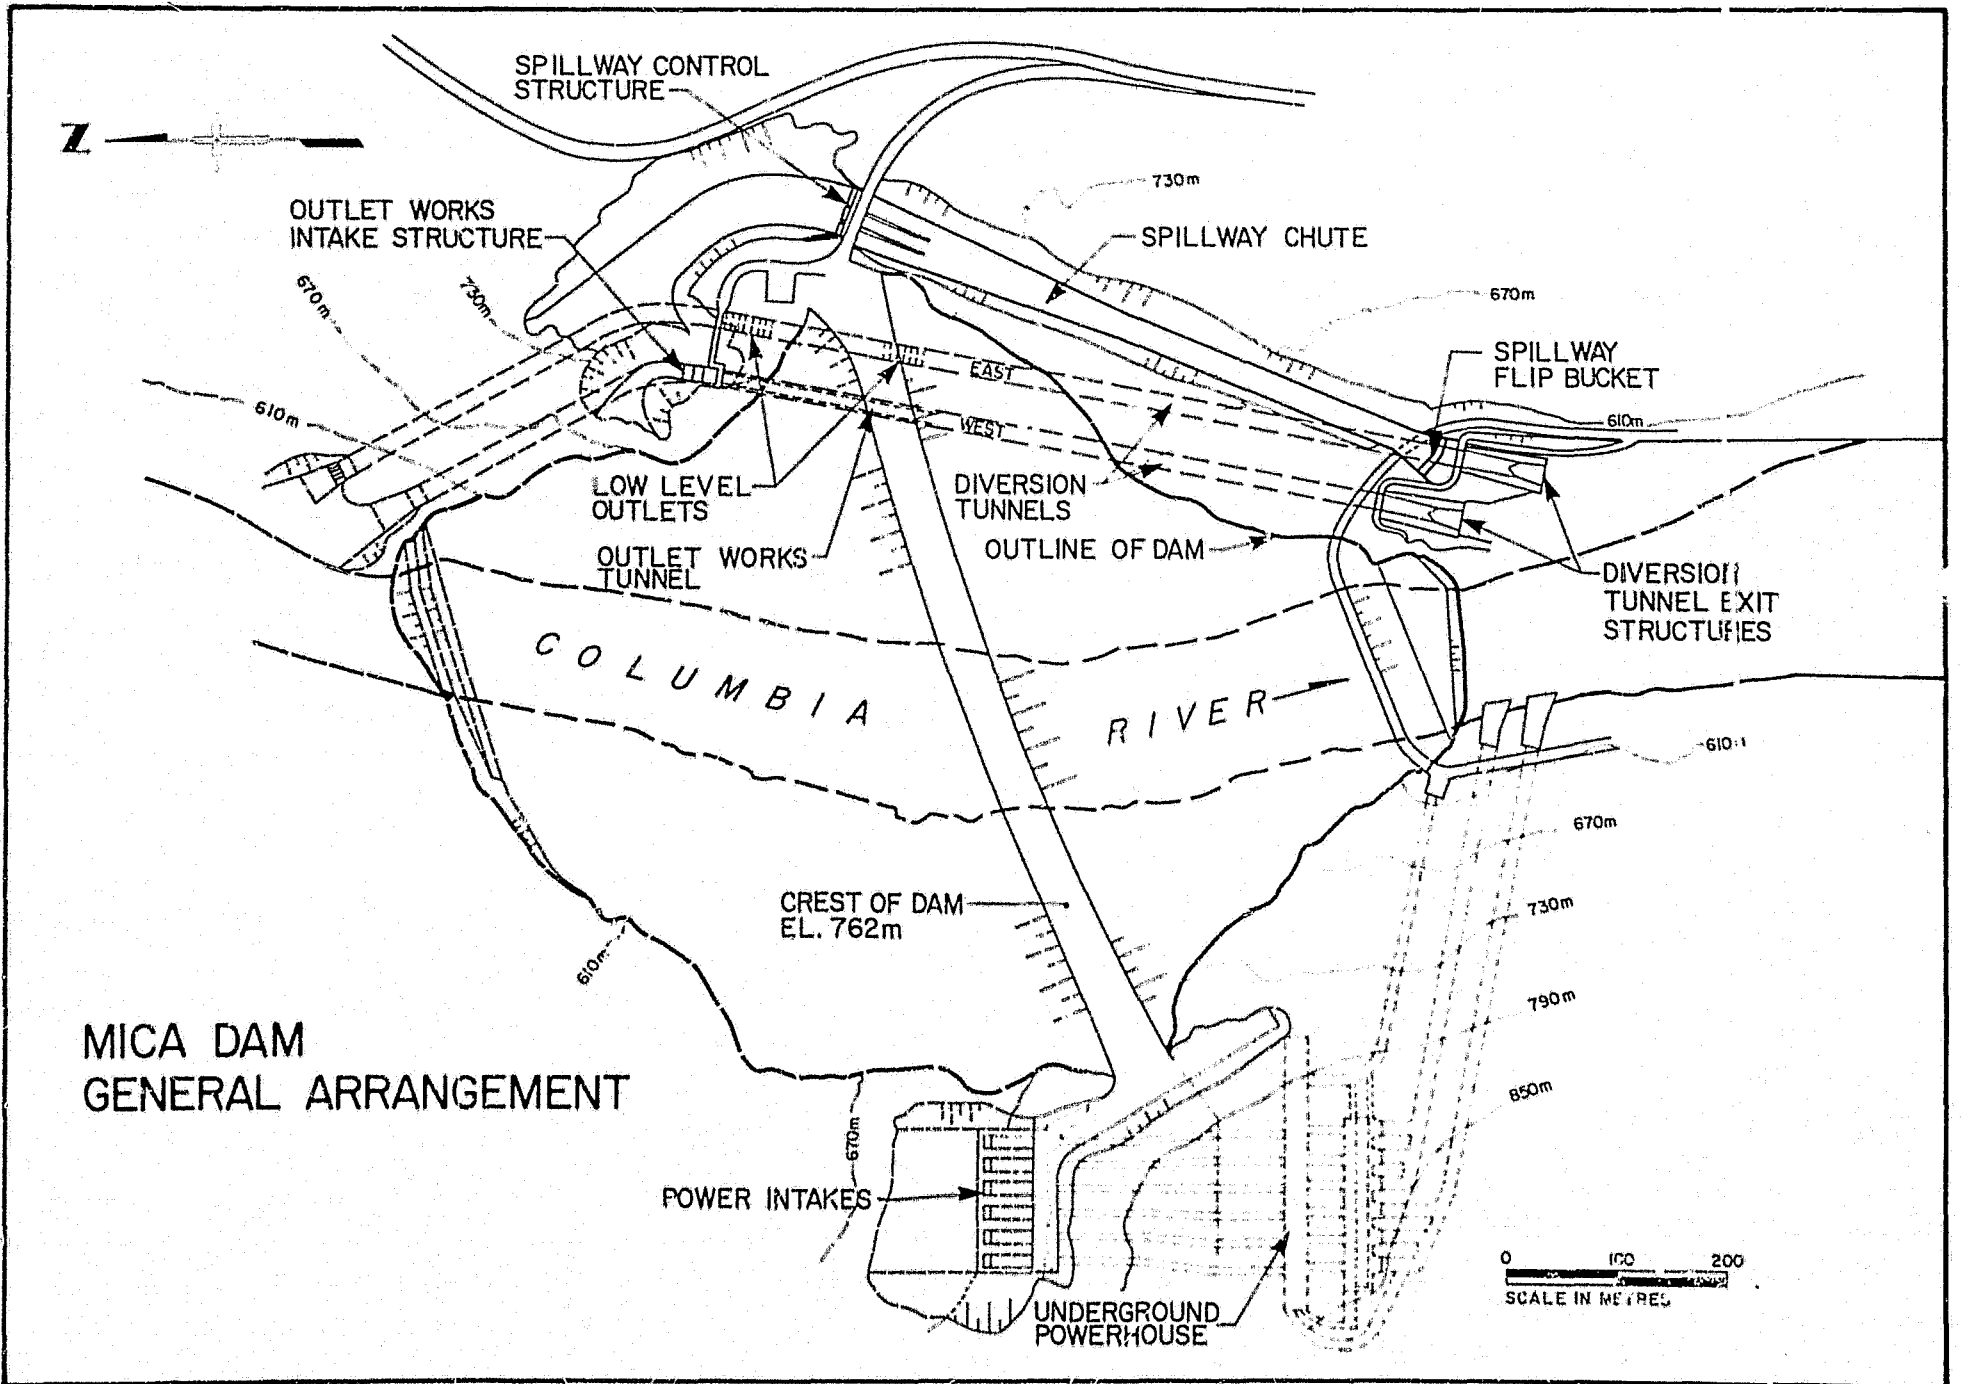 SPILLWAY CONTROL
STRUCTURE
Z
730m
OUTLET WORKS
INTAKE STRUCTURE
SPILLWAY CHUTE
670m
730m
670m
SPILLWAY
FLIP BUCKET
EAST
610m
610m
WEST
LOW LEVEL
OUTLETS
DIVERSION
TUNNELS
OUTLET WORKS
TUNNEL
OUTLINE OF DAM
DIVERSION
TUNNEL EXIT
STRUCTURES
COLUMBIA
RIVER
610m
670m
CREST OF DAM
EL. 762m
730m
610m
790m
MICA DAM
GENERAL ARRANGEMENT
850m
670m
POWER INTAKES
0 100 200
SCALE IN METRES
UNDERGROUND
POWERHOUSE